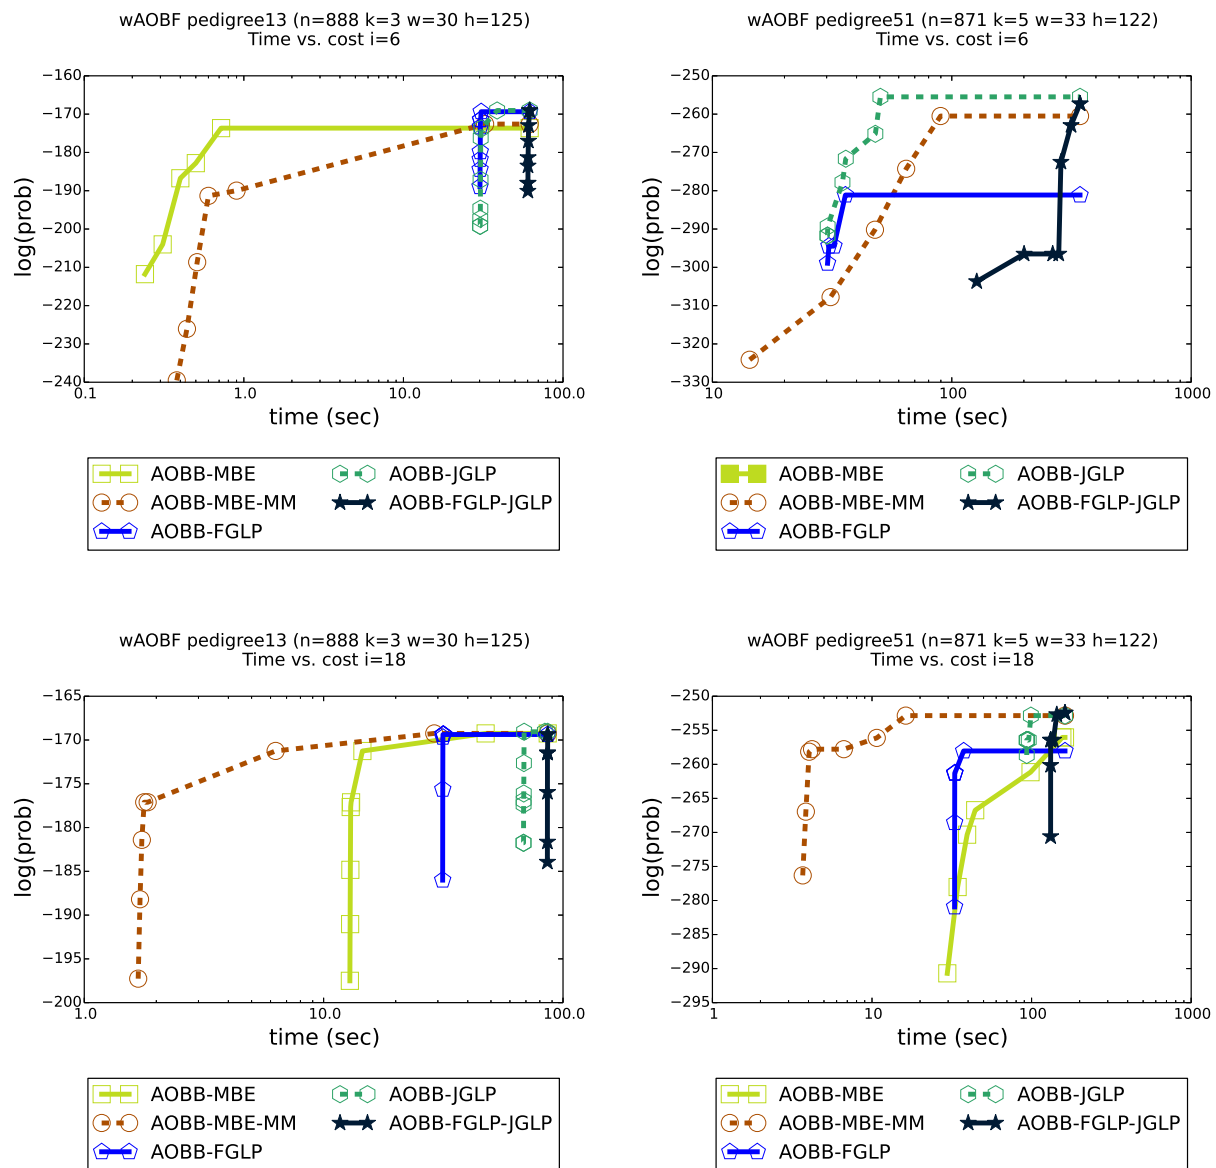 wAOBF pedigree13 (n=888 k=3 w=30 h=125)
Time vs. cost i=6
−160
−170
−180
−190
−200
−210
−220
−230
−240
log(prob)
0.1
1.0
10.0
100.0
time (sec)
AOBB-MBE
AOBB-JGLP
AOBB-MBE-MM
AOBB-FGLP-JGLP
AOBB-FGLP
wAOBF pedigree51 (n=871 k=5 w=33 h=122)
Time vs. cost i=6
−250
−260
−270
−280
−290
−300
−310
−320
−330
log(prob)
10
100
1000
time (sec)
AOBB-MBE
AOBB-JGLP
AOBB-MBE-MM
AOBB-FGLP-JGLP
AOBB-FGLP
wAOBF pedigree13 (n=888 k=3 w=30 h=125)
Time vs. cost i=18
−165
−170
−175
−180
−185
−190
−195
−200
log(prob)
1.0
10.0
100.0
time (sec)
AOBB-MBE
AOBB-JGLP
AOBB-MBE-MM
AOBB-FGLP-JGLP
AOBB-FGLP
wAOBF pedigree51 (n=871 k=5 w=33 h=122)
Time vs. cost i=18
−250
−255
−260
−265
−270
−275
−280
−285
−290
−295
log(prob)
1
10
100
1000
time (sec)
AOBB-MBE
AOBB-JGLP
AOBB-MBE-MM
AOBB-FGLP-JGLP
AOBB-FGLP